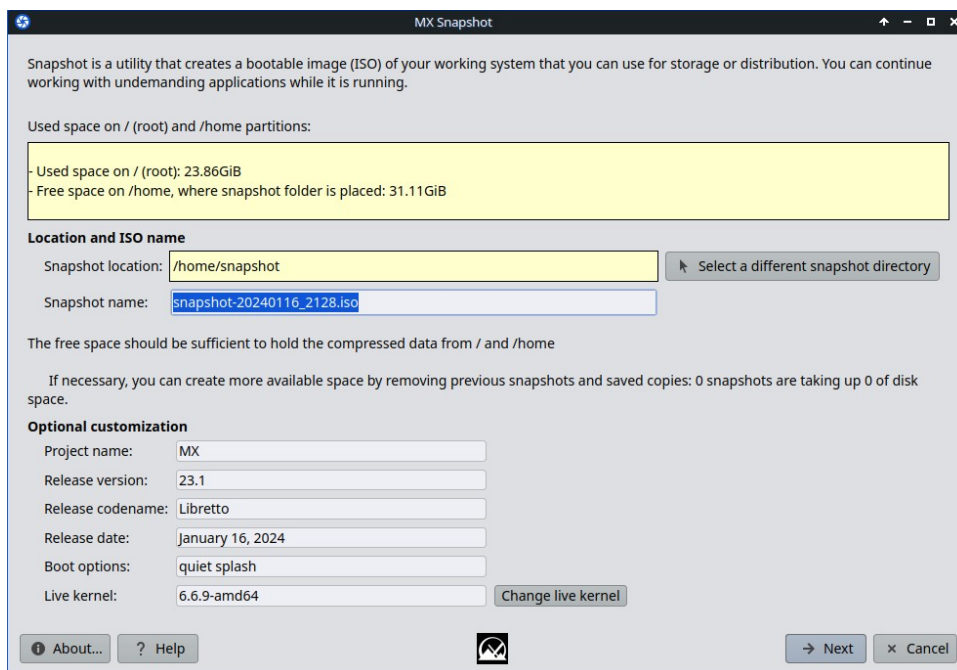 MX Snapshot
Snapshot is a utility that creates a bootable image (ISO) of your working system that you can use for storage or distribution. You can continue
working with undemanding applications while it is running.
Used space on / (root) and /home partitions:
- Used space on / (root): 23.86GiB
- Free space on /home, where snapshot folder is placed: 31.11GiB
Location and ISO name
Snapshot location: /home/snapshot Select a different snapshot directory
Snapshot name: snapshot-20240116_2128.iso
The free space should be sufficient to hold the compressed data from / and /home
If necessary, you can create more available space by removing previous snapshots and saved copies: 0 snapshots are taking up 0 of disk
space.
Optional customization
Project name: MX
Release version: 23.1
Release codename: Libretto
Release date: January 16, 2024
Boot options: quiet splash
Live kernel: 6.6.9-amd64 Change live kernel
About... ? Help Next Cancel